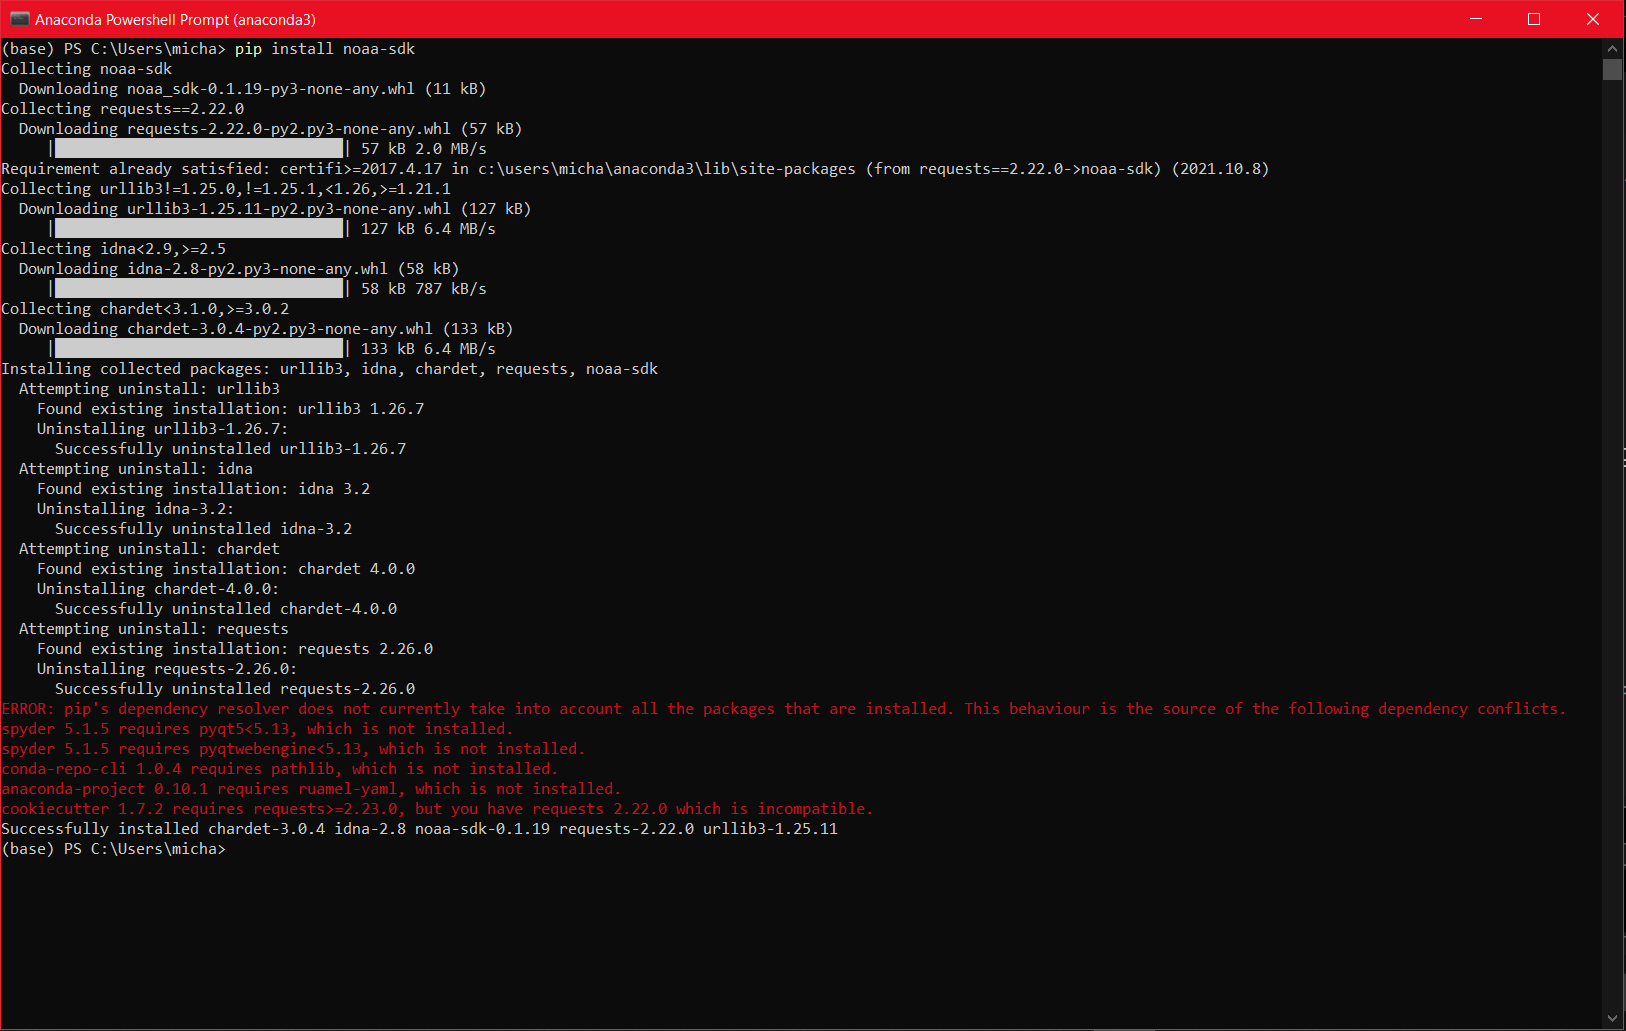 Anaconda Powershell Prompt (anaconda3)
(base) PS C:\Users\micha> pip install noaa-sdk
Collecting noaa-sdk
  Downloading noaa_sdk-0.1.19-py3-none-any.whl (11 kB)
Collecting requests==2.22.0
  Downloading requests-2.22.0-py2.py3-none-any.whl (57 kB)
     |████████████████████████████████| 57 kB 2.0 MB/s
Requirement already satisfied: certifi>=2017.4.17 in c:\users\micha\anaconda3\lib\site-packages (from requests==2.22.0->noaa-sdk) (2021.10.8)
Collecting urllib3!=1.25.0,!=1.25.1,<1.26,>=1.21.1
  Downloading urllib3-1.25.11-py2.py3-none-any.whl (127 kB)
     |████████████████████████████████| 127 kB 6.4 MB/s
Collecting idna<2.9,>=2.5
  Downloading idna-2.8-py2.py3-none-any.whl (58 kB)
     |████████████████████████████████| 58 kB 787 kB/s
Collecting chardet<3.1.0,>=3.0.2
  Downloading chardet-3.0.4-py2.py3-none-any.whl (133 kB)
     |████████████████████████████████| 133 kB 6.4 MB/s
Installing collected packages: urllib3, idna, chardet, requests, noaa-sdk
  Attempting uninstall: urllib3
    Found existing installation: urllib3 1.26.7
    Uninstalling urllib3-1.26.7:
      Successfully uninstalled urllib3-1.26.7
  Attempting uninstall: idna
    Found existing installation: idna 3.2
    Uninstalling idna-3.2:
      Successfully uninstalled idna-3.2
  Attempting uninstall: chardet
    Found existing installation: chardet 4.0.0
    Uninstalling chardet-4.0.0:
      Successfully uninstalled chardet-4.0.0
  Attempting uninstall: requests
    Found existing installation: requests 2.26.0
    Uninstalling requests-2.26.0:
      Successfully uninstalled requests-2.26.0
ERROR: pip's dependency resolver does not currently take into account all the packages that are installed. This behaviour is the source of the following dependency conflicts.
spyder 5.1.5 requires pyqt5<5.13, which is not installed.
spyder 5.1.5 requires pyqtwebengine<5.13, which is not installed.
conda-repo-cli 1.0.4 requires pathlib, which is not installed.
anaconda-project 0.10.1 requires ruamel-yaml, which is not installed.
cookiecutter 1.7.2 requires requests>=2.23.0, but you have requests 2.22.0 which is incompatible.
Successfully installed chardet-3.0.4 idna-2.8 noaa-sdk-0.1.19 requests-2.22.0 urllib3-1.25.11
(base) PS C:\Users\micha>